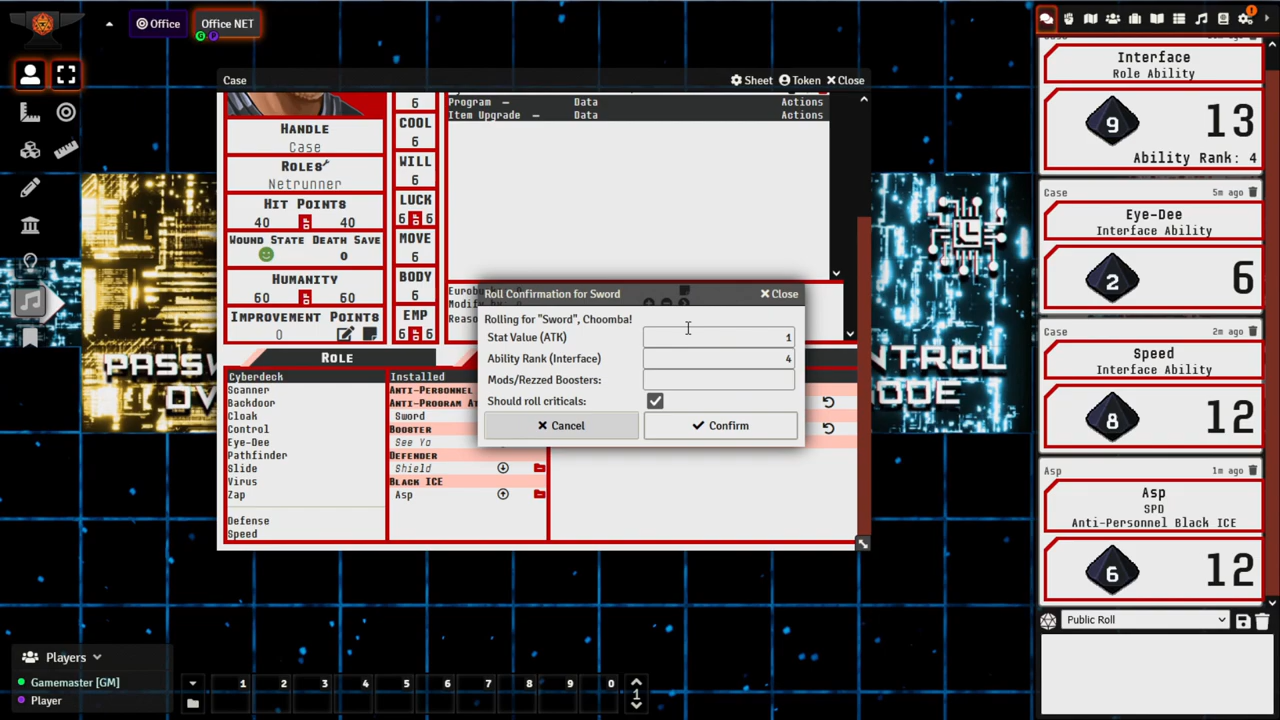 Office
Office NET
G P
Case
Sheet
Token
Close
HANDLE
Case
ROLES
Netrunner
HIT POINTS
40 40
WOUND STATE DEATH SAVE
0
HUMANITY
60 60
IMPROVEMENT POINTS
0
6
COOL
6
WILL
6
LUCK
6 6
MOVE
6
BODY
6
EMP
6 6
Program — Data Actions
Item Upgrade — Data Actions
Roll Confirmation for Sword
Close
Rolling for "Sword", Choomba!
Stat Value (ATK) 1
Ability Rank (Interface) 4
Mods/Rezzed Boosters:
Should roll criticals:
Cancel
Confirm
ROLE
Cyberdeck
Scanner
Backdoor
Cloak
Control
Eye-Dee
Pathfinder
Slide
Virus
Zap
Defense
Speed
Installed
ANTI-PERSONNEL
ANTI-PROGRAM AT
Sword
BOOSTER
See Yo
DEFENDER
Shield
BLACK ICE
Asp
Interface
Role Ability
9 13
Ability Rank: 4
Case 5m ago
Eye-Dee
Interface Ability
2 6
Case 2m ago
Speed
Interface Ability
8 12
Asp 1m ago
Asp
SPD
Anti-Personnel Black ICE
6 12
Public Roll
Players
Gamemaster [GM]
Player
1 2 3 4 5 6 7 8 9 0
1